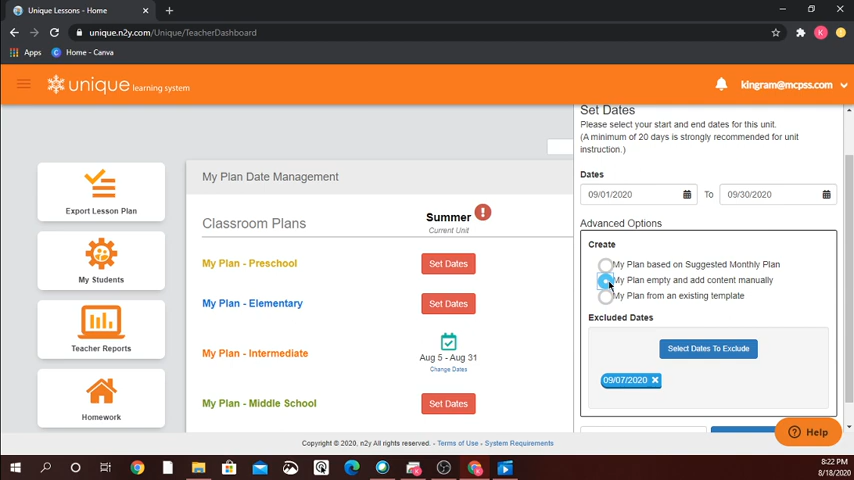 Unique Lessons - Home
unique.n2y.com/Unique/TeacherDashboard
Apps
Home - Canva
unique learning system
kingram@mcpss.com
Export Lesson Plan
My Students
Teacher Reports
Homework
My Plan Date Management
Classroom Plans
Summer
Current Unit
My Plan - Preschool
Set Dates
My Plan - Elementary
Set Dates
My Plan - Intermediate
Aug 5 - Aug 31
Change Dates
My Plan - Middle School
Set Dates
Set Dates
Please select your start and end dates for this unit.
(A minimum of 20 days is strongly recommended for unit
instruction.)
Dates
09/01/2020 To 09/30/2020
Advanced Options
Create
My Plan based on Suggested Monthly Plan
My Plan empty and add content manually
My Plan from an existing template
Excluded Dates
Select Dates To Exclude
09/07/2020
Help
Copyright © 2020, n2y All rights reserved. - Terms of Use - System Requirements
8:22 PM
8/18/2020